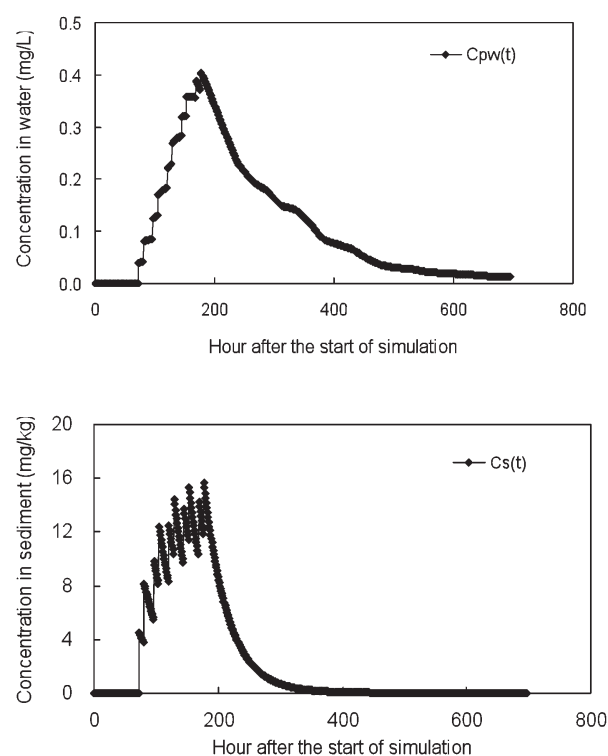 Concentration in water (mg/L)
0.5
0.4
0.3
0.2
0.1
0.0
Cpw(t)
0 200 400 600 800
Hour after the start of simulation
Concentration in sediment (mg/kg)
20
16
12
8
4
0
Cs(t)
0 200 400 600 800
Hour after the start of simulation